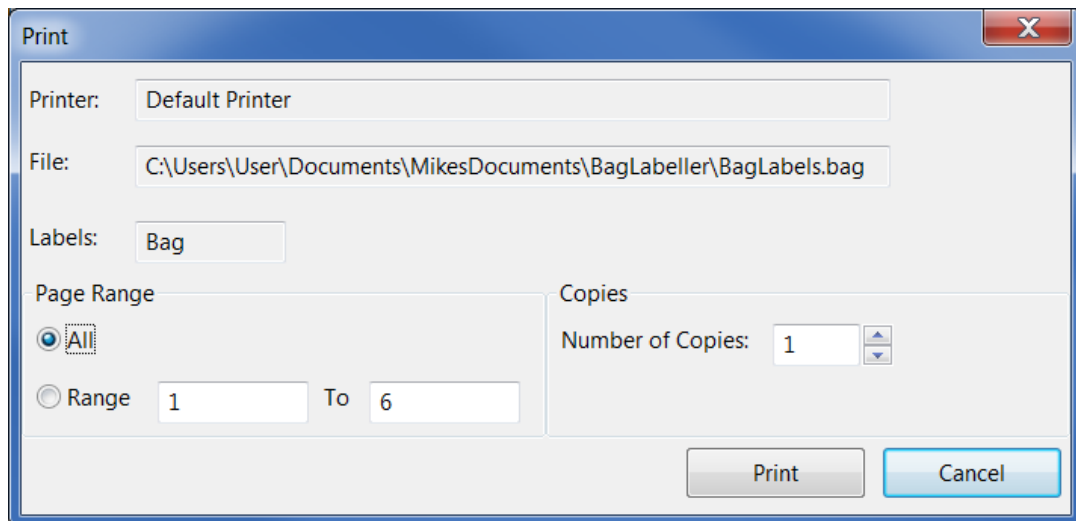 Print
Printer: Default Printer
File: C:\Users\User\Documents\MikesDocuments\BagLabeller\BagLabels.bag
Labels: Bag
Page Range
All
Range 1 To 6
Copies
Number of Copies: 1
Print Cancel